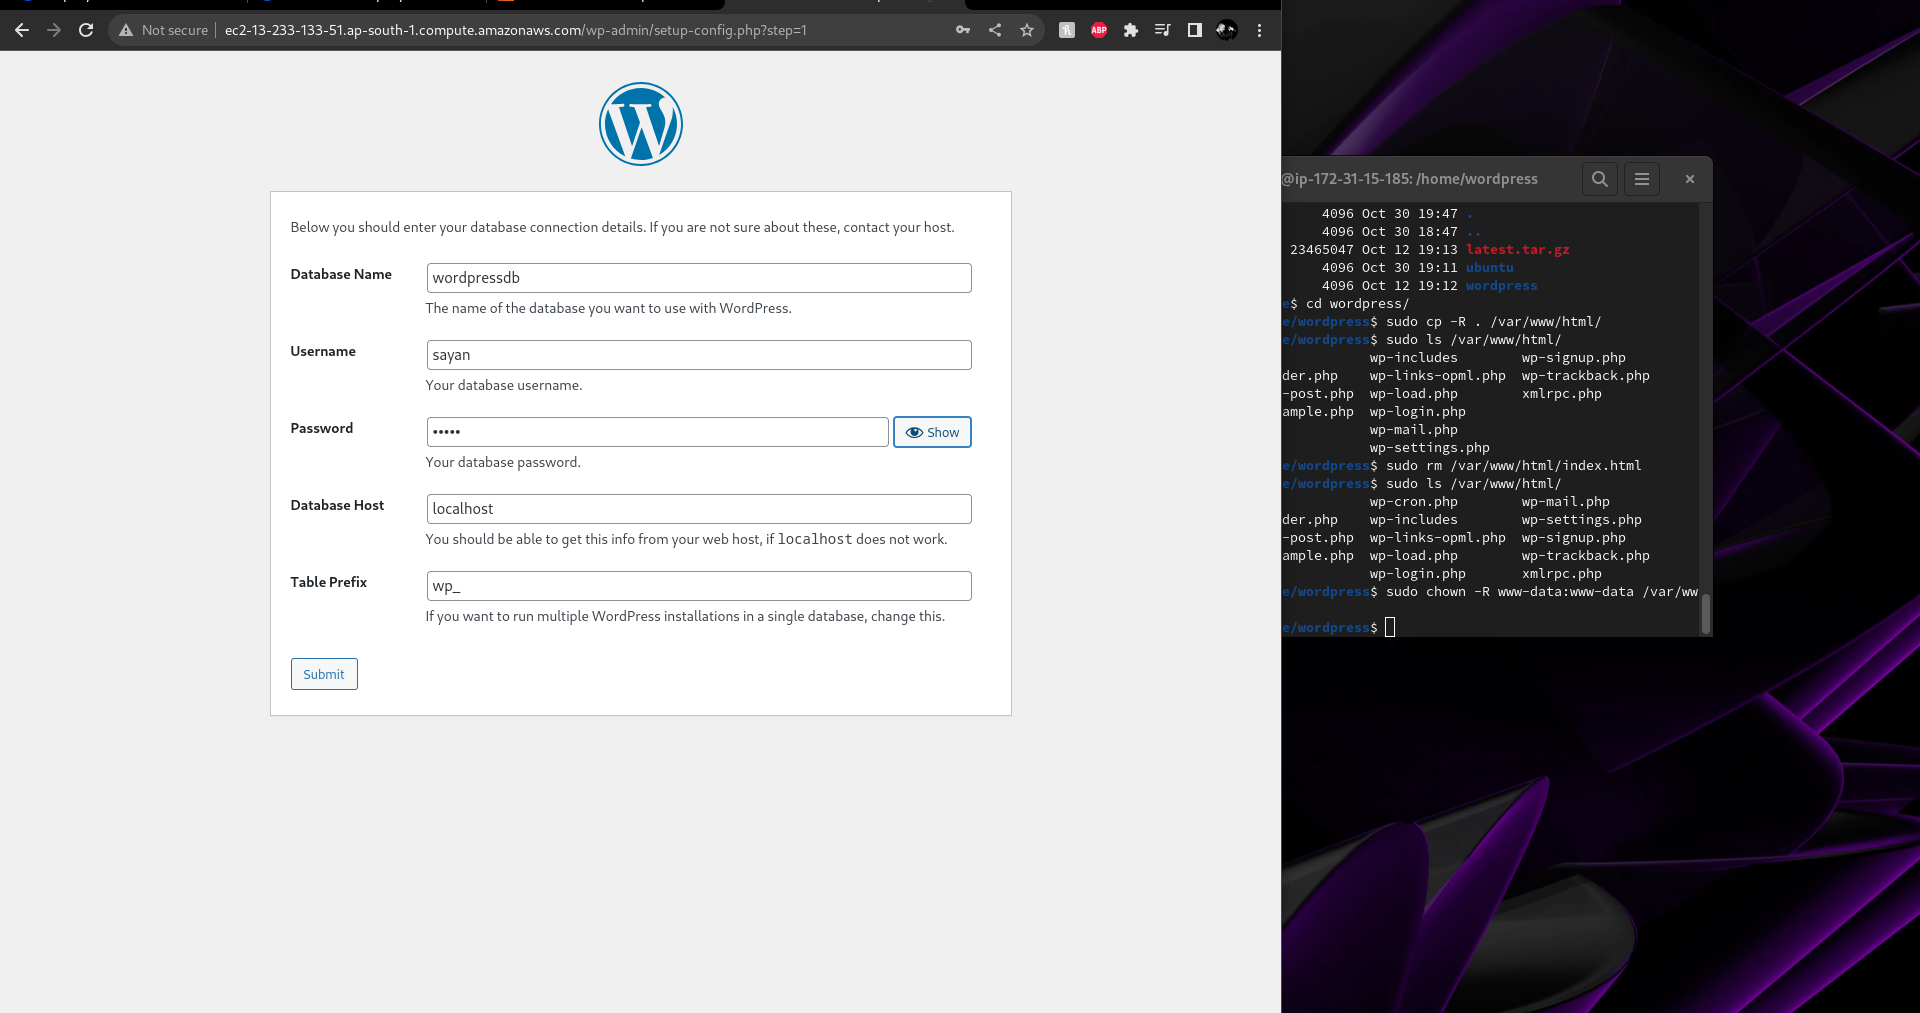 Not secure | ec2-13-233-133-51.ap-south-1.compute.amazonaws.com/wp-admin/setup-config.php?step=1
ABP
Below you should enter your database connection details. If you are not sure about these, contact your host.
Database Name
wordpressdb
The name of the database you want to use with WordPress.
Username
sayan
Your database username.
Password
•••••
Show
Your database password.
Database Host
localhost
You should be able to get this info from your web host, if localhost does not work.
Table Prefix
wp_
If you want to run multiple WordPress installations in a single database, change this.
Submit
@ip-172-31-15-185: /home/wordpress
4096 Oct 30 19:47 .
4096 Oct 30 18:47 ..
23465047 Oct 12 19:13 latest.tar.gz
4096 Oct 30 19:11 ubuntu
4096 Oct 12 19:12 wordpress
e$ cd wordpress/
e/wordpress$ sudo cp -R . /var/www/html/
e/wordpress$ sudo ls /var/www/html/
wp-includes wp-signup.php
der.php wp-links-opml.php wp-trackback.php
-post.php wp-load.php xmlrpc.php
ample.php wp-login.php
wp-mail.php
wp-settings.php
e/wordpress$ sudo rm /var/www/html/index.html
e/wordpress$ sudo ls /var/www/html/
wp-cron.php wp-mail.php
der.php wp-includes wp-settings.php
-post.php wp-links-opml.php wp-signup.php
ample.php wp-load.php wp-trackback.php
wp-login.php xmlrpc.php
e/wordpress$ sudo chown -R www-data:www-data /var/ww
e/wordpress$